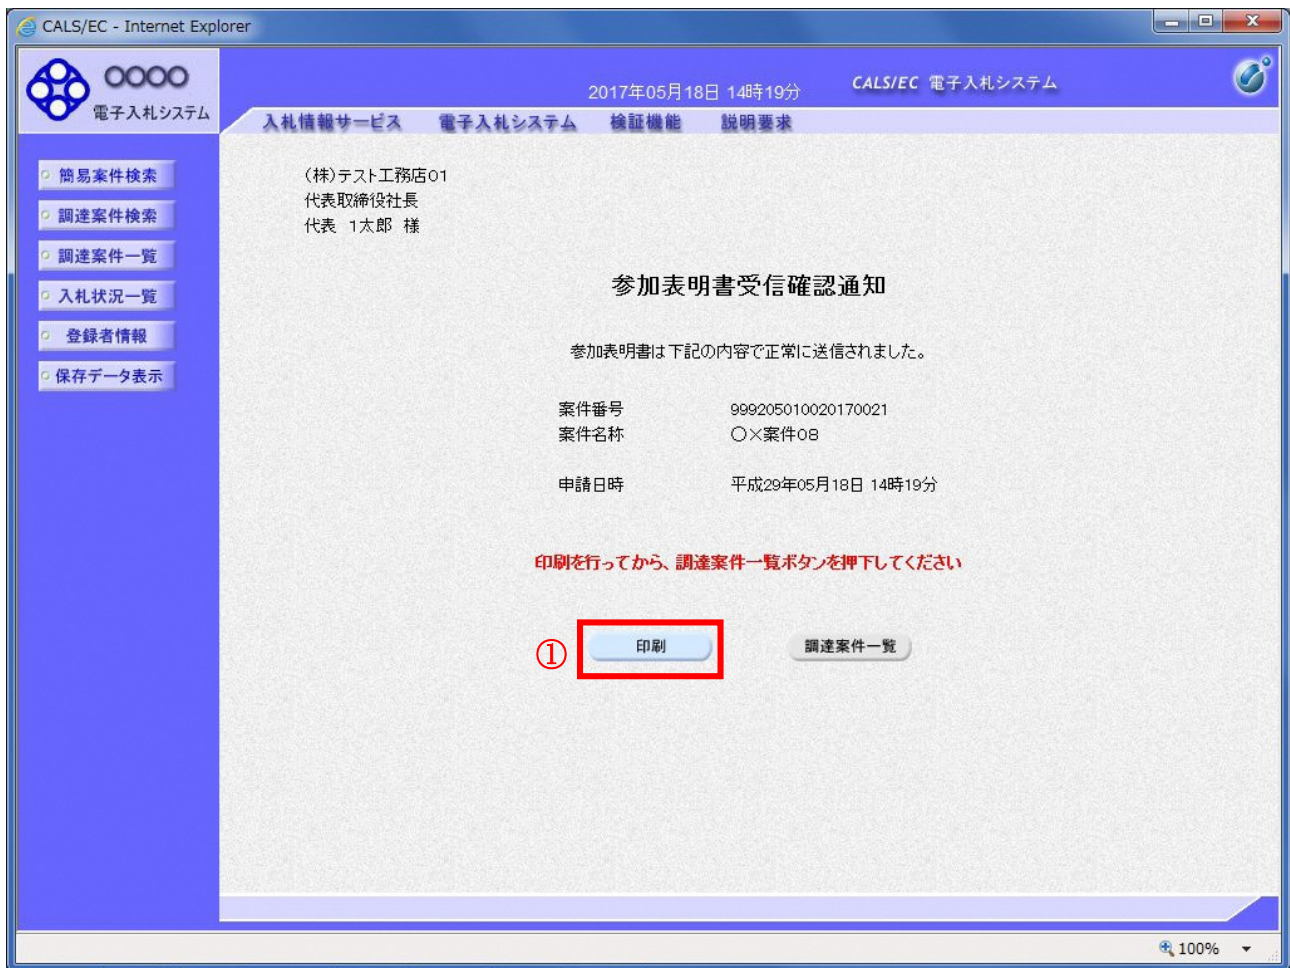 CALS/EC - Internet Explorer
OOOO
電子入札システム
2017年05月18日 14時19分
CALS/EC 電子入札システム
入札情報サービス 電子入札システム 検証機能 説明要求
簡易案件検索
調達案件検索
調達案件一覧
入札状況一覧
登録者情報
保存データ表示
(株)テスト工務店01
代表取締役社長
代表 1太郎 様
参加表明書受信確認通知
参加表明書は下記の内容で正常に送信されました。
案件番号 999205010020170021
案件名称 〇×案件08
申請日時 平成29年05月18日 14時19分
印刷を行ってから、調達案件一覧ボタンを押下してください
① 印刷 調達案件一覧
100%